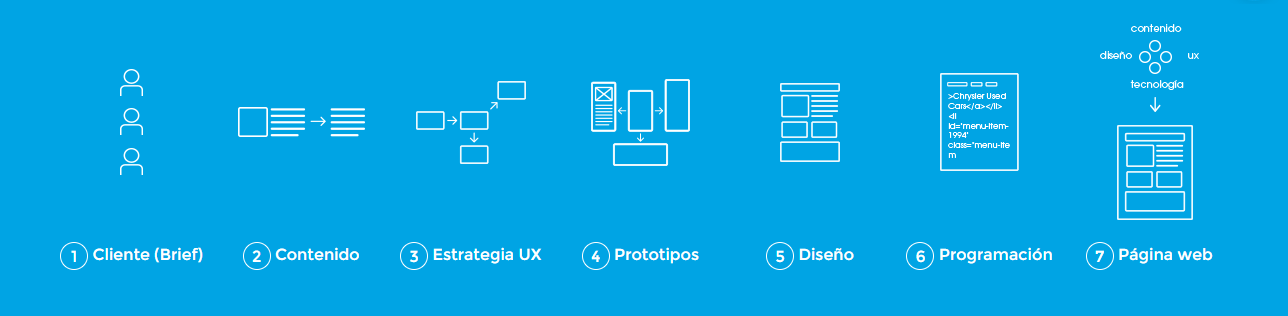 contenido
diseño
ux
tecnología
>Chrysler Used
Cars</a></li>
<li
id="menu-item-
1994"
class="menu-ite
m
1 Cliente (Brief)
2 Contenido
3 Estrategia UX
4 Prototipos
5 Diseño
6 Programación
7 Página web